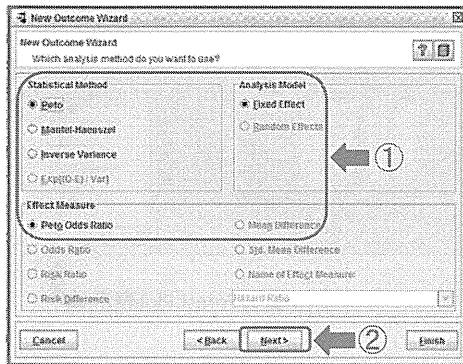 New Outcome Wizard
New Outcome Wizard
Which analysis method do you want to use?
Statistical Method
Peto
Mantel-Haenszel
Inverse Variance
Exp[(O-E) / Var]
Analysis Model
Fixed Effect
Random Effects
①
Effect Measure
Peto Odds Ratio
Odds Ratio
Risk Ratio
Risk Difference
Mean Difference
Std. Mean Difference
Name of Effect Measure:
Hazard Ratio
Cancel
< Back
Next >
②
Finish